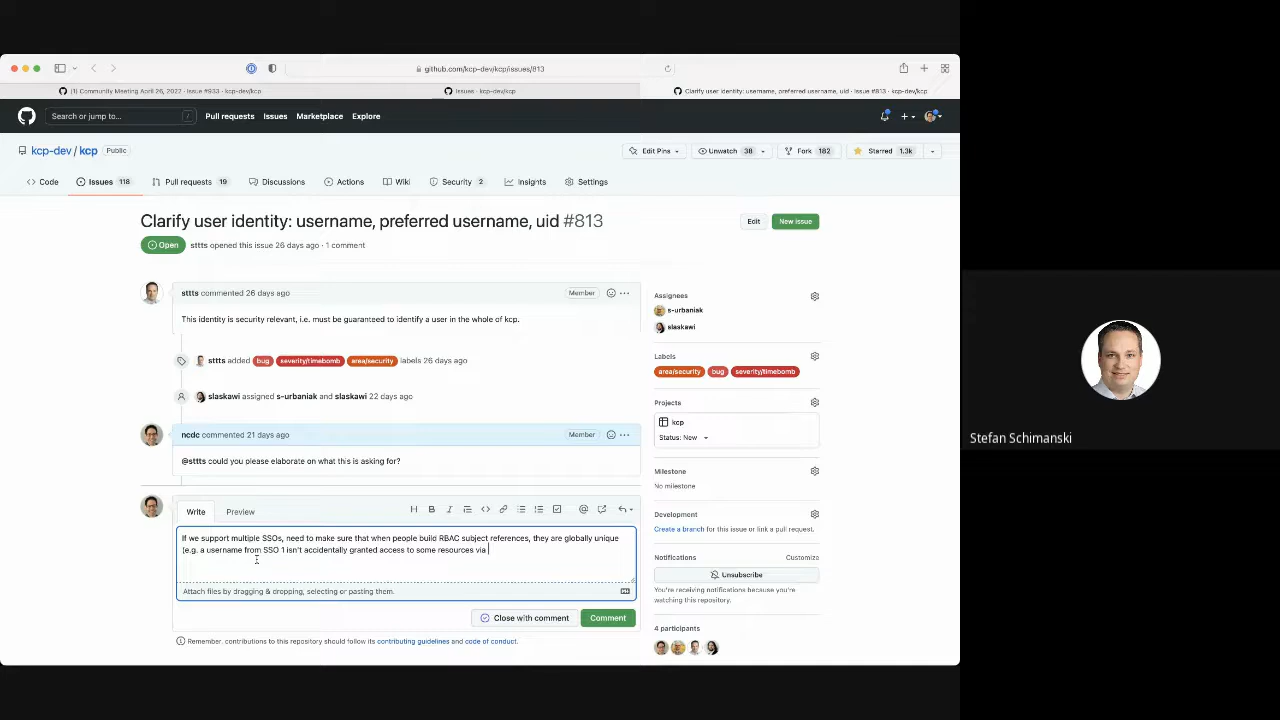 github.com/kcp-dev/kcp/issues/813
(1) Community Meeting April 26, 2022 · Issue #933 · kcp-dev/kcp
Issues · kcp-dev/kcp
Clarify user identity: username, preferred username, uid · Issue #813 · kcp-dev/kcp
Search or jump to...
/
Pull requests
Issues
Marketplace
Explore
kcp-dev / kcp
Public
Edit Pins
Unwatch 38
Fork 182
Starred 1.3k
Code
Issues 118
Pull requests 19
Discussions
Actions
Wiki
Security 2
Insights
Settings
Clarify user identity: username, preferred username, uid #813
Edit
New issue
Open
sttts opened this issue 26 days ago · 1 comment
sttts commented 26 days ago
Member
This identity is security relevant, i.e. must be guaranteed to identify a user in the whole of kcp.
sttts added bug severity/timebomb area/security labels 26 days ago
slaskawi assigned s-urbaniak and slaskawi 22 days ago
ncdc commented 21 days ago
Member
@sttts could you please elaborate on what this is asking for?
Write
Preview
If we support multiple SSOs, need to make sure that when people build RBAC subject references, they are globally unique
(e.g. a username from SSO 1 isn't accidentally granted access to some resources via
Attach files by dragging & dropping, selecting or pasting them.
Close with comment
Comment
Remember, contributions to this repository should follow its contributing guidelines and code of conduct.
Assignees
s-urbaniak
slaskawi
Labels
area/security bug severity/timebomb
Projects
kcp
Status: New
Milestone
No milestone
Development
Create a branch for this issue or link a pull request.
Notifications
Customize
Unsubscribe
You're receiving notifications because you're
watching this repository.
4 participants
Stefan Schimanski